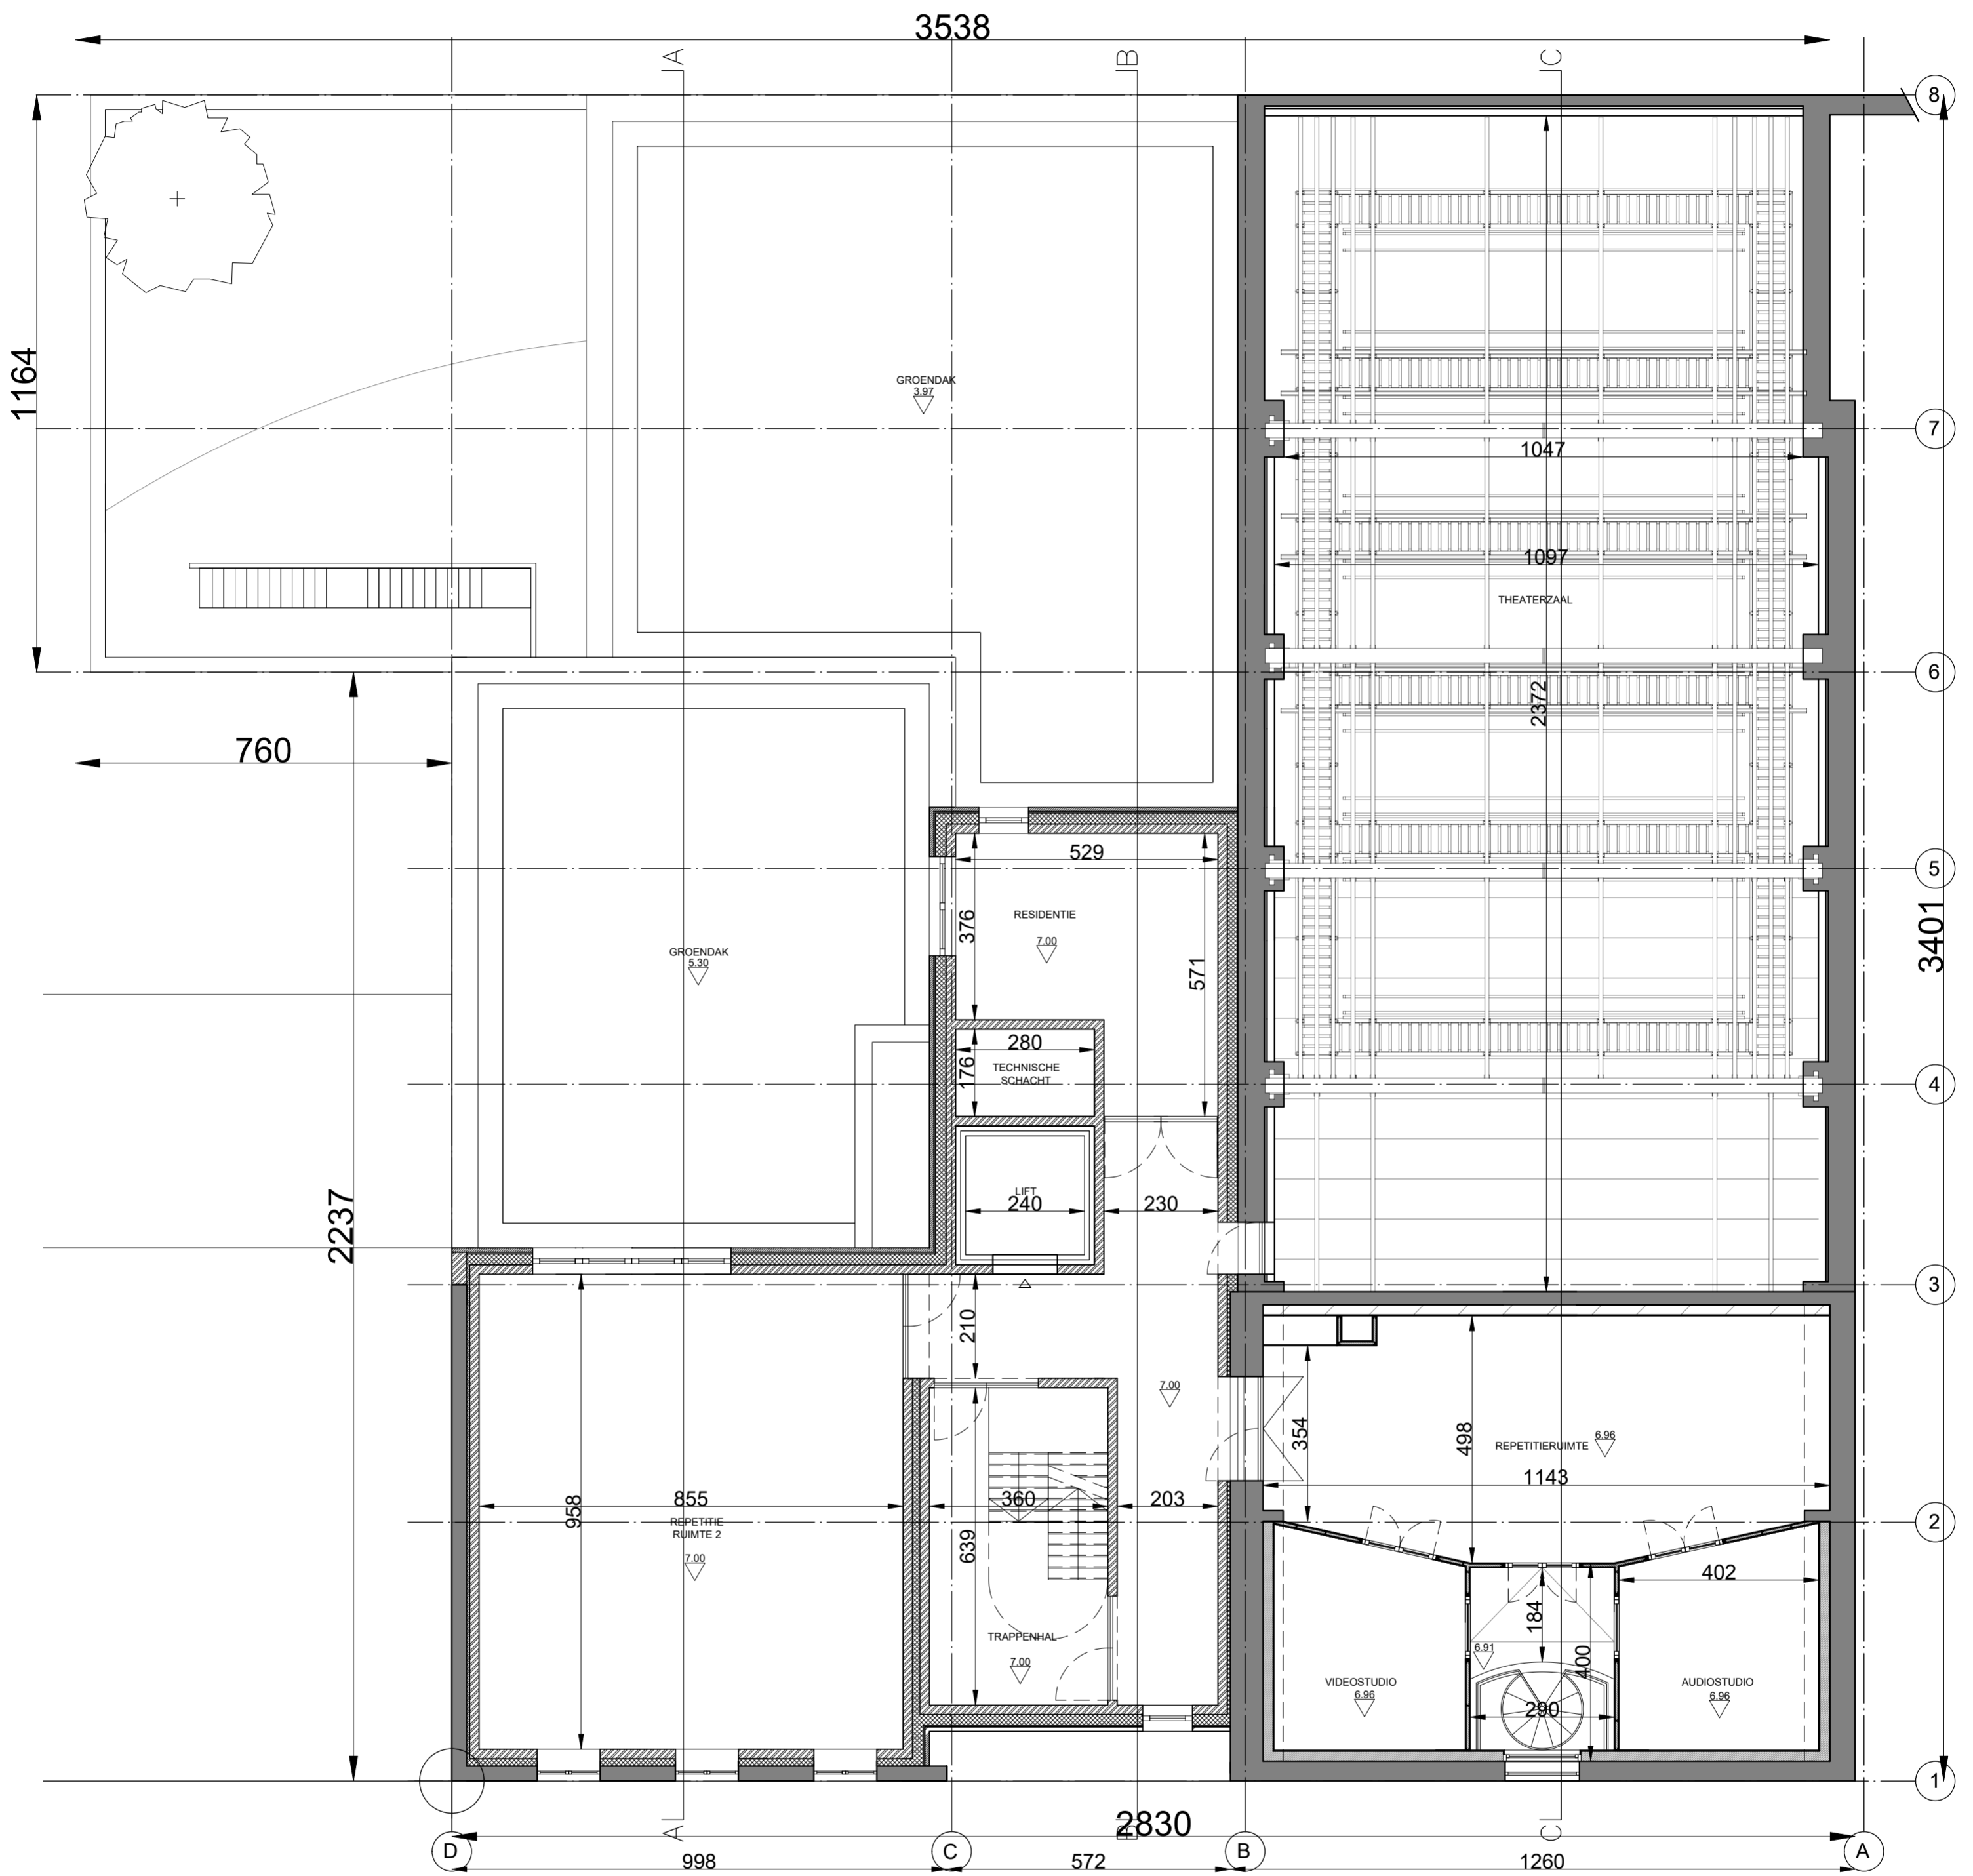 3538
A
B
C
8
1164
GROENDAK
3.97
7
1047
1097
THEATERZAAL
6
2372
760
529
5
376
RESIDENTIE
7.00
3401
GROENDAK
5.30
571
280
176
TECHNISCHE
SCHACHT
4
LIFT
240
230
2237
3
210
7.00
354
498
REPETITIERUIMTE
6.96
1143
958
855
360
203
REPETITIE
RUIMTE 2
7.00
2
639
402
184
TRAPPENHAL
7.00
6.91
400
VIDEOSTUDIO
6.96
AUDIOSTUDIO
6.96
290
1
A
B
C
2830
D
C
B
A
998
572
1260